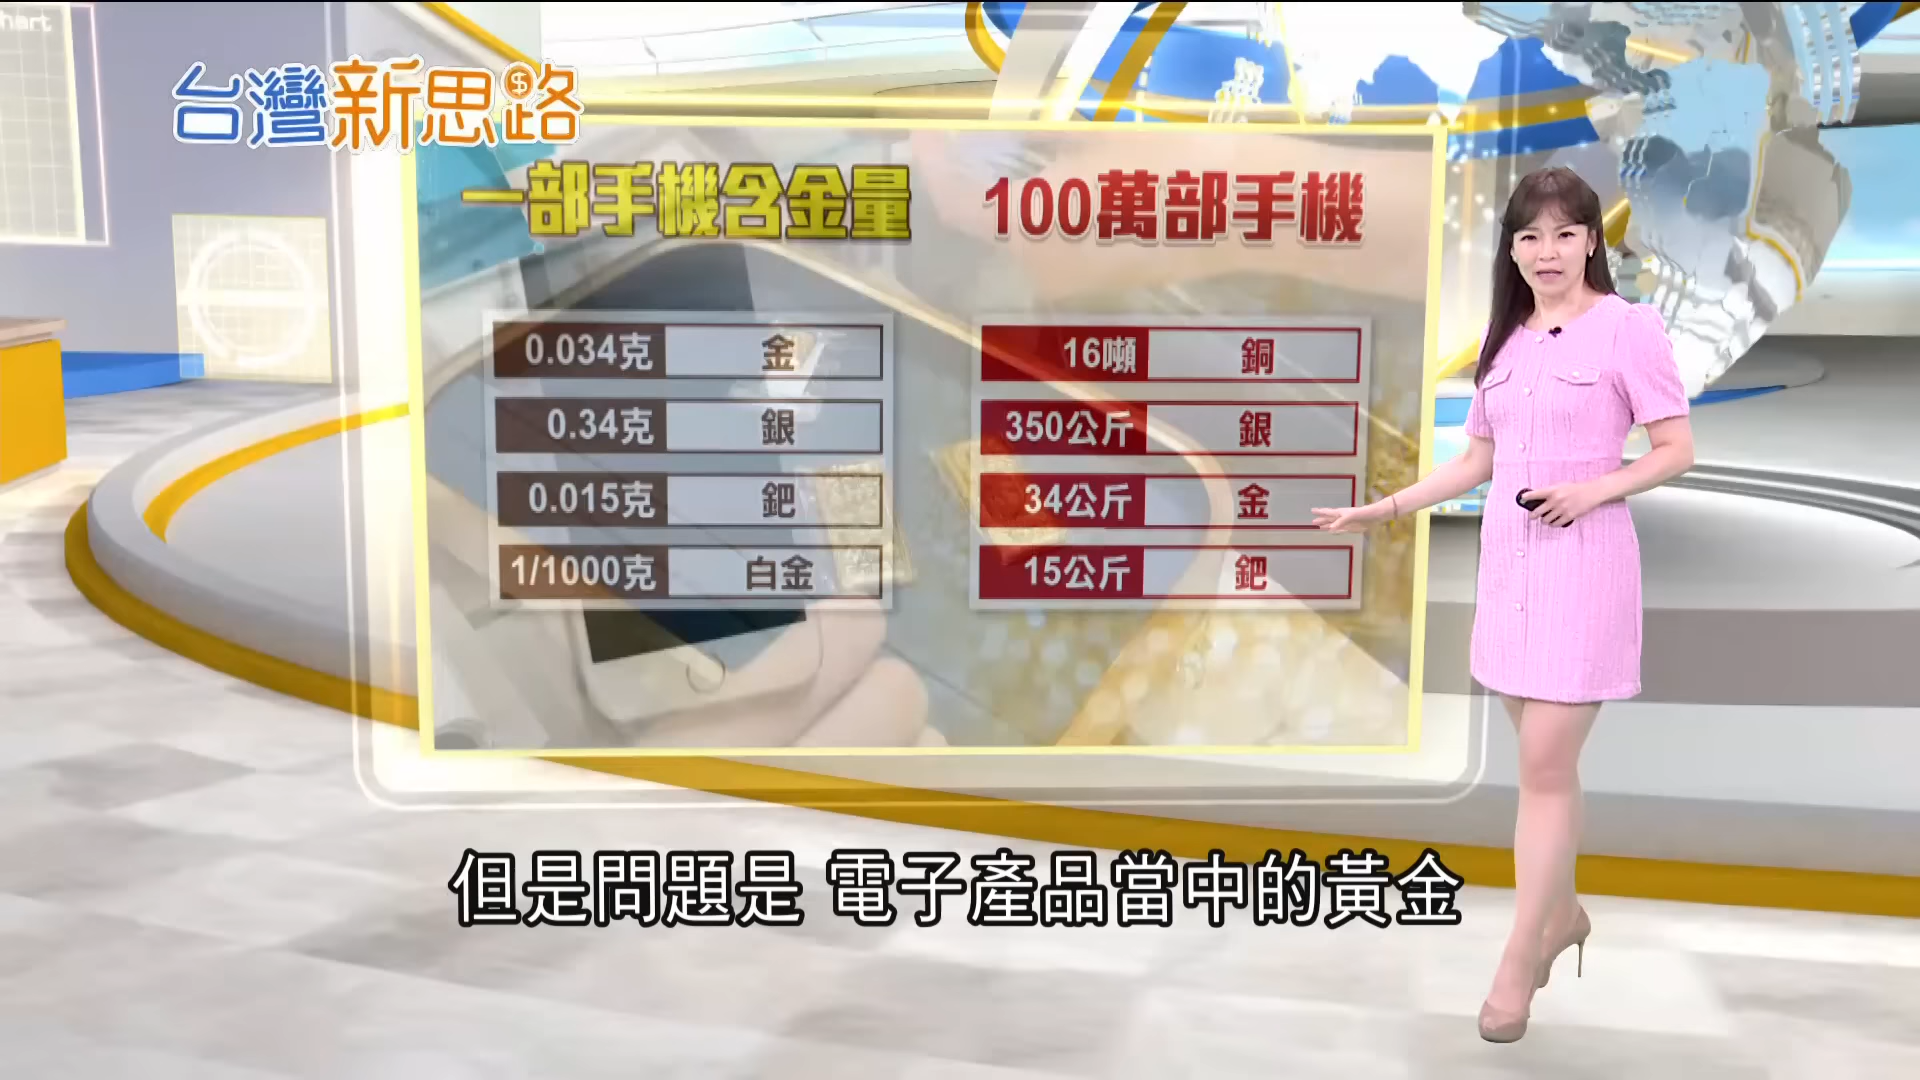 hart
台灣新思路
一部手機含金量
0.034克 金
0.34克 銀
0.015克 鈀
1/1000克 白金
100萬部手機
16噸 銅
350公斤 銀
34公斤 金
15公斤 鈀
但是問題是 電子產品當中的黃金